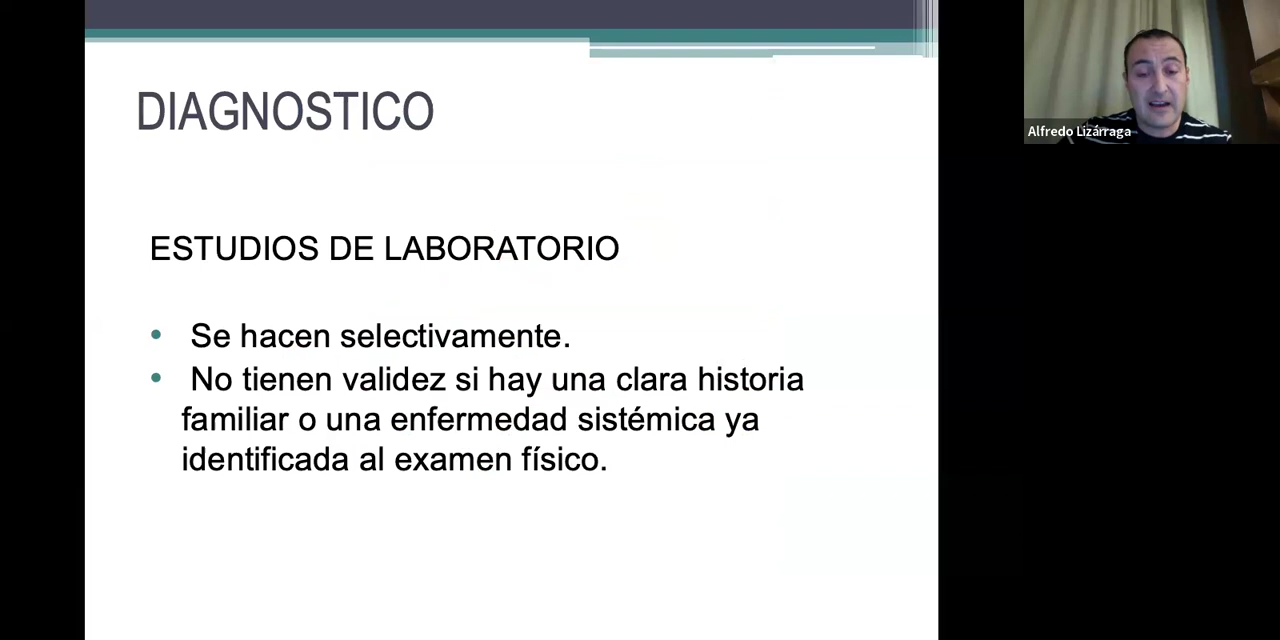 DIAGNOSTICO
Alfredo Lizárraga
ESTUDIOS DE LABORATORIO
• Se hacen selectivamente.
• No tienen validez si hay una clara historia
familiar o una enfermedad sistémica ya
identificada al examen físico.